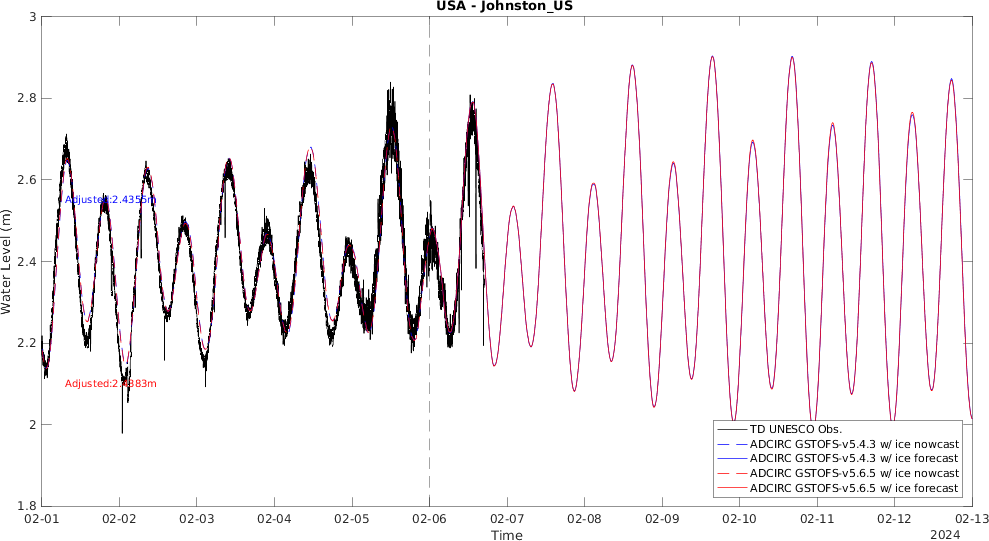 USA - Johnston_US
3
2.8
2.6
2.4
2.2
2
1.8
Water Level (m)
Adjusted:2.4355m
Adjusted:2.4383m
TD UNESCO Obs.
ADCIRC GSTOFS-v5.4.3 w/ ice nowcast
ADCIRC GSTOFS-v5.4.3 w/ ice forecast
ADCIRC GSTOFS-v5.6.5 w/ ice nowcast
ADCIRC GSTOFS-v5.6.5 w/ ice forecast
02-01 02-02 02-03 02-04 02-05 02-06 02-07 02-08 02-09 02-10 02-11 02-12 02-13
Time
2024